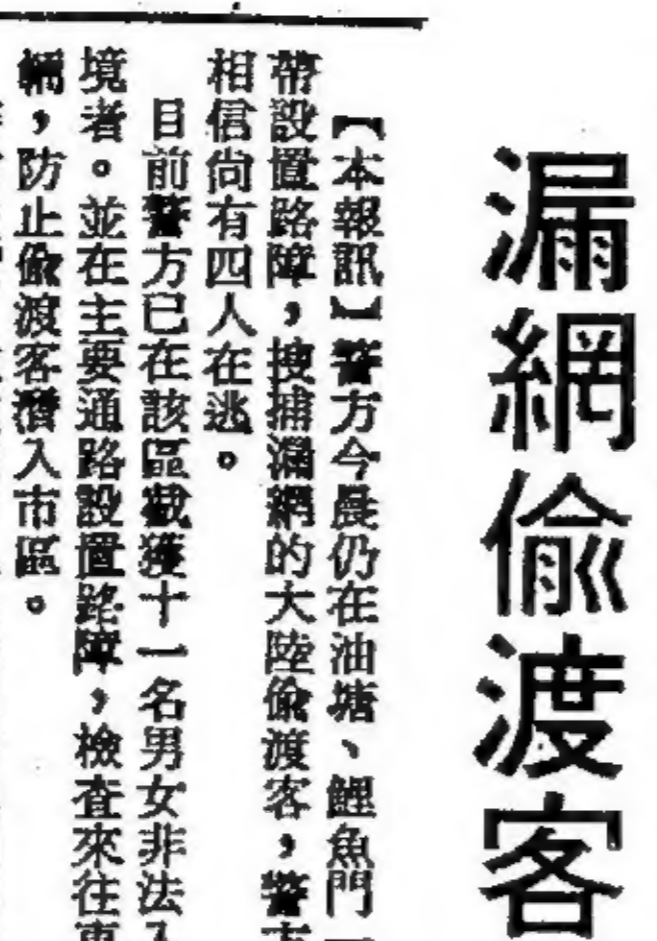 漏網偷渡客
【本報訊】警方今晨仍在油塘、鯉魚門一
帶設置路障，搜捕漏網的大陸偷渡客，警方
相信尚有四人在逃。
目前警方已在該區截獲十一名男女非法入
境者。並在主要通路設置路障，檢查來往車
輛，防止偷渡客潛入市區。